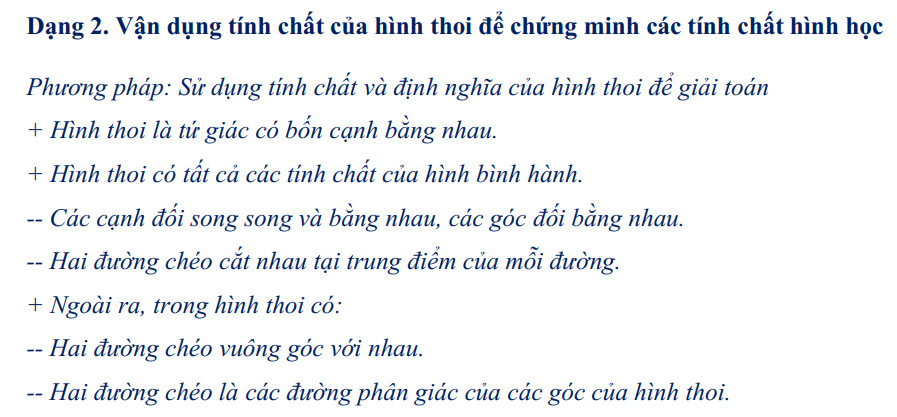 Dạng 2. Vận dụng tính chất của hình thoi để chứng minh các tính chất hình học
Phương pháp: Sử dụng tính chất và định nghĩa của hình thoi để giải toán
+ Hình thoi là tứ giác có bốn cạnh bằng nhau.
+ Hình thoi có tất cả các tính chất của hình bình hành.
-- Các cạnh đối song song và bằng nhau, các góc đối bằng nhau.
-- Hai đường chéo cắt nhau tại trung điểm của mỗi đường.
+ Ngoài ra, trong hình thoi có:
-- Hai đường chéo vuông góc với nhau.
-- Hai đường chéo là các đường phân giác của các góc của hình thoi.